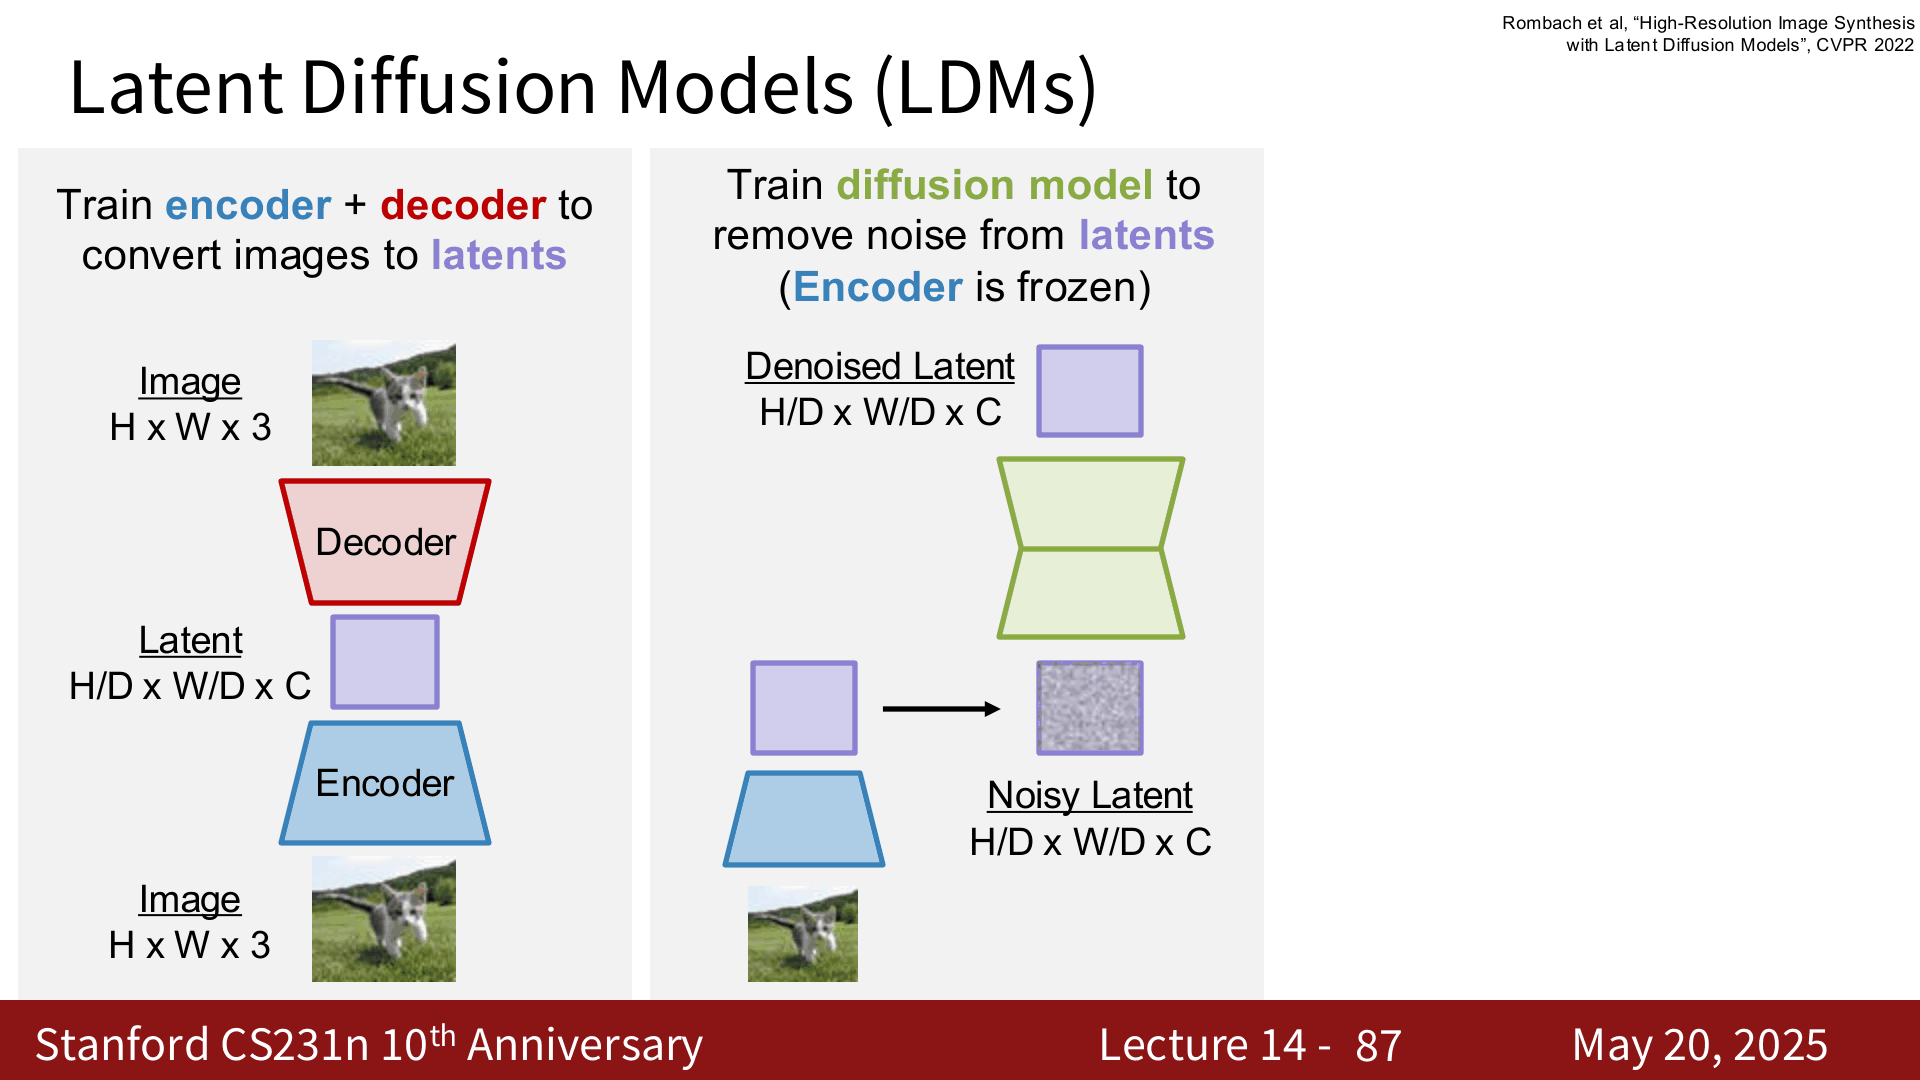 Rombach et al, “High-Resolution Image Synthesis
with Latent Diffusion Models”, CVPR 2022
Latent Diffusion Models (LDMs)
Train encoder + decoder to
convert images to latents
Image
H x W x 3
Decoder
Latent
H/D x W/D x C
Encoder
Image
H x W x 3
Train diffusion model to
remove noise from latents
(Encoder is frozen)
Denoised Latent
H/D x W/D x C
Noisy Latent
H/D x W/D x C
Stanford CS231n 10th Anniversary
Lecture 14 - 87
May 20, 2025